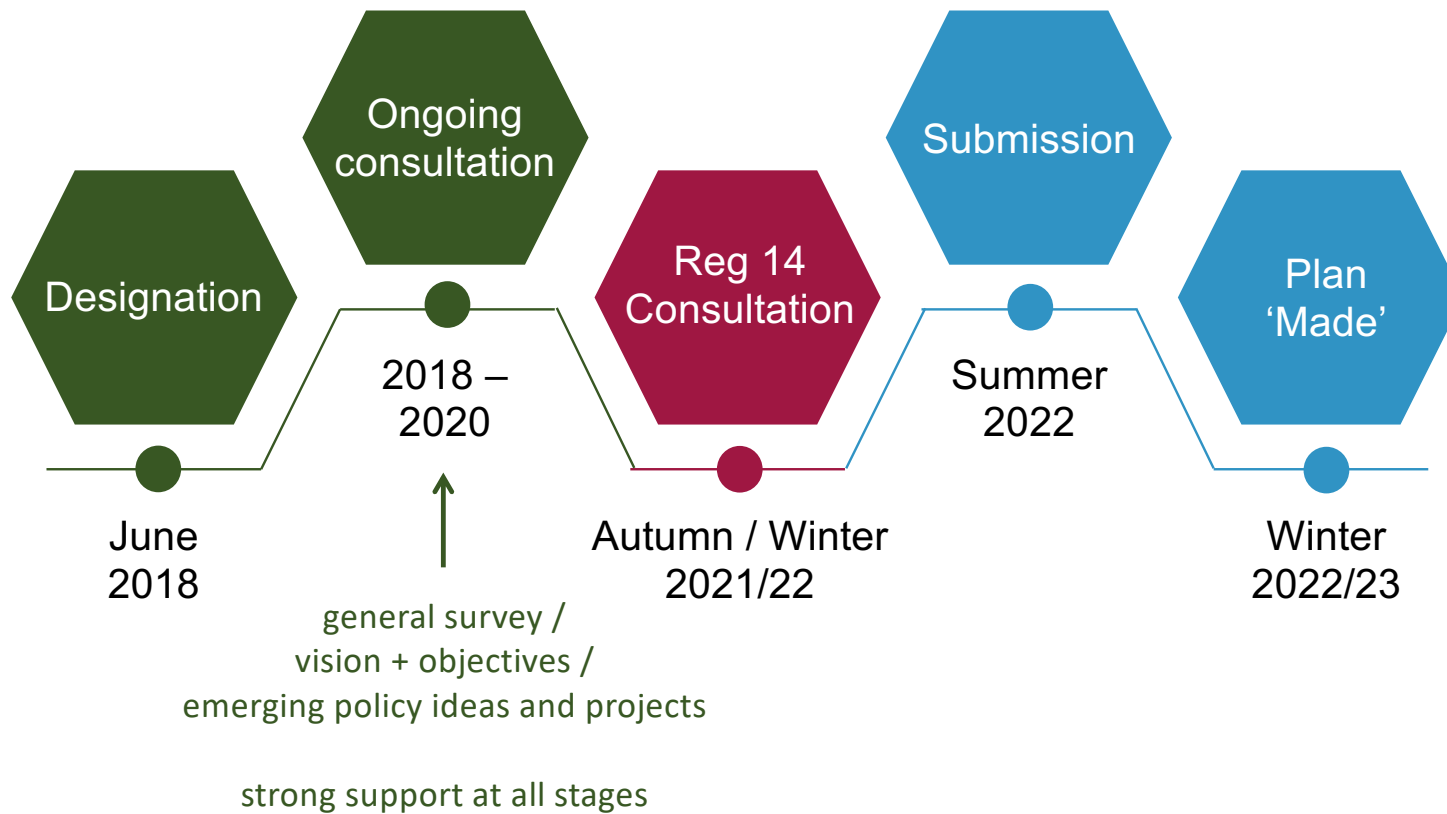 Designation
June
2018
Ongoing
consultation
2018 –
2020
general survey /
vision + objectives /
emerging policy ideas and projects
strong support at all stages
Reg 14
Consultation
Autumn / Winter
2021/22
Submission
Summer
2022
Plan
‘Made’
Winter
2022/23